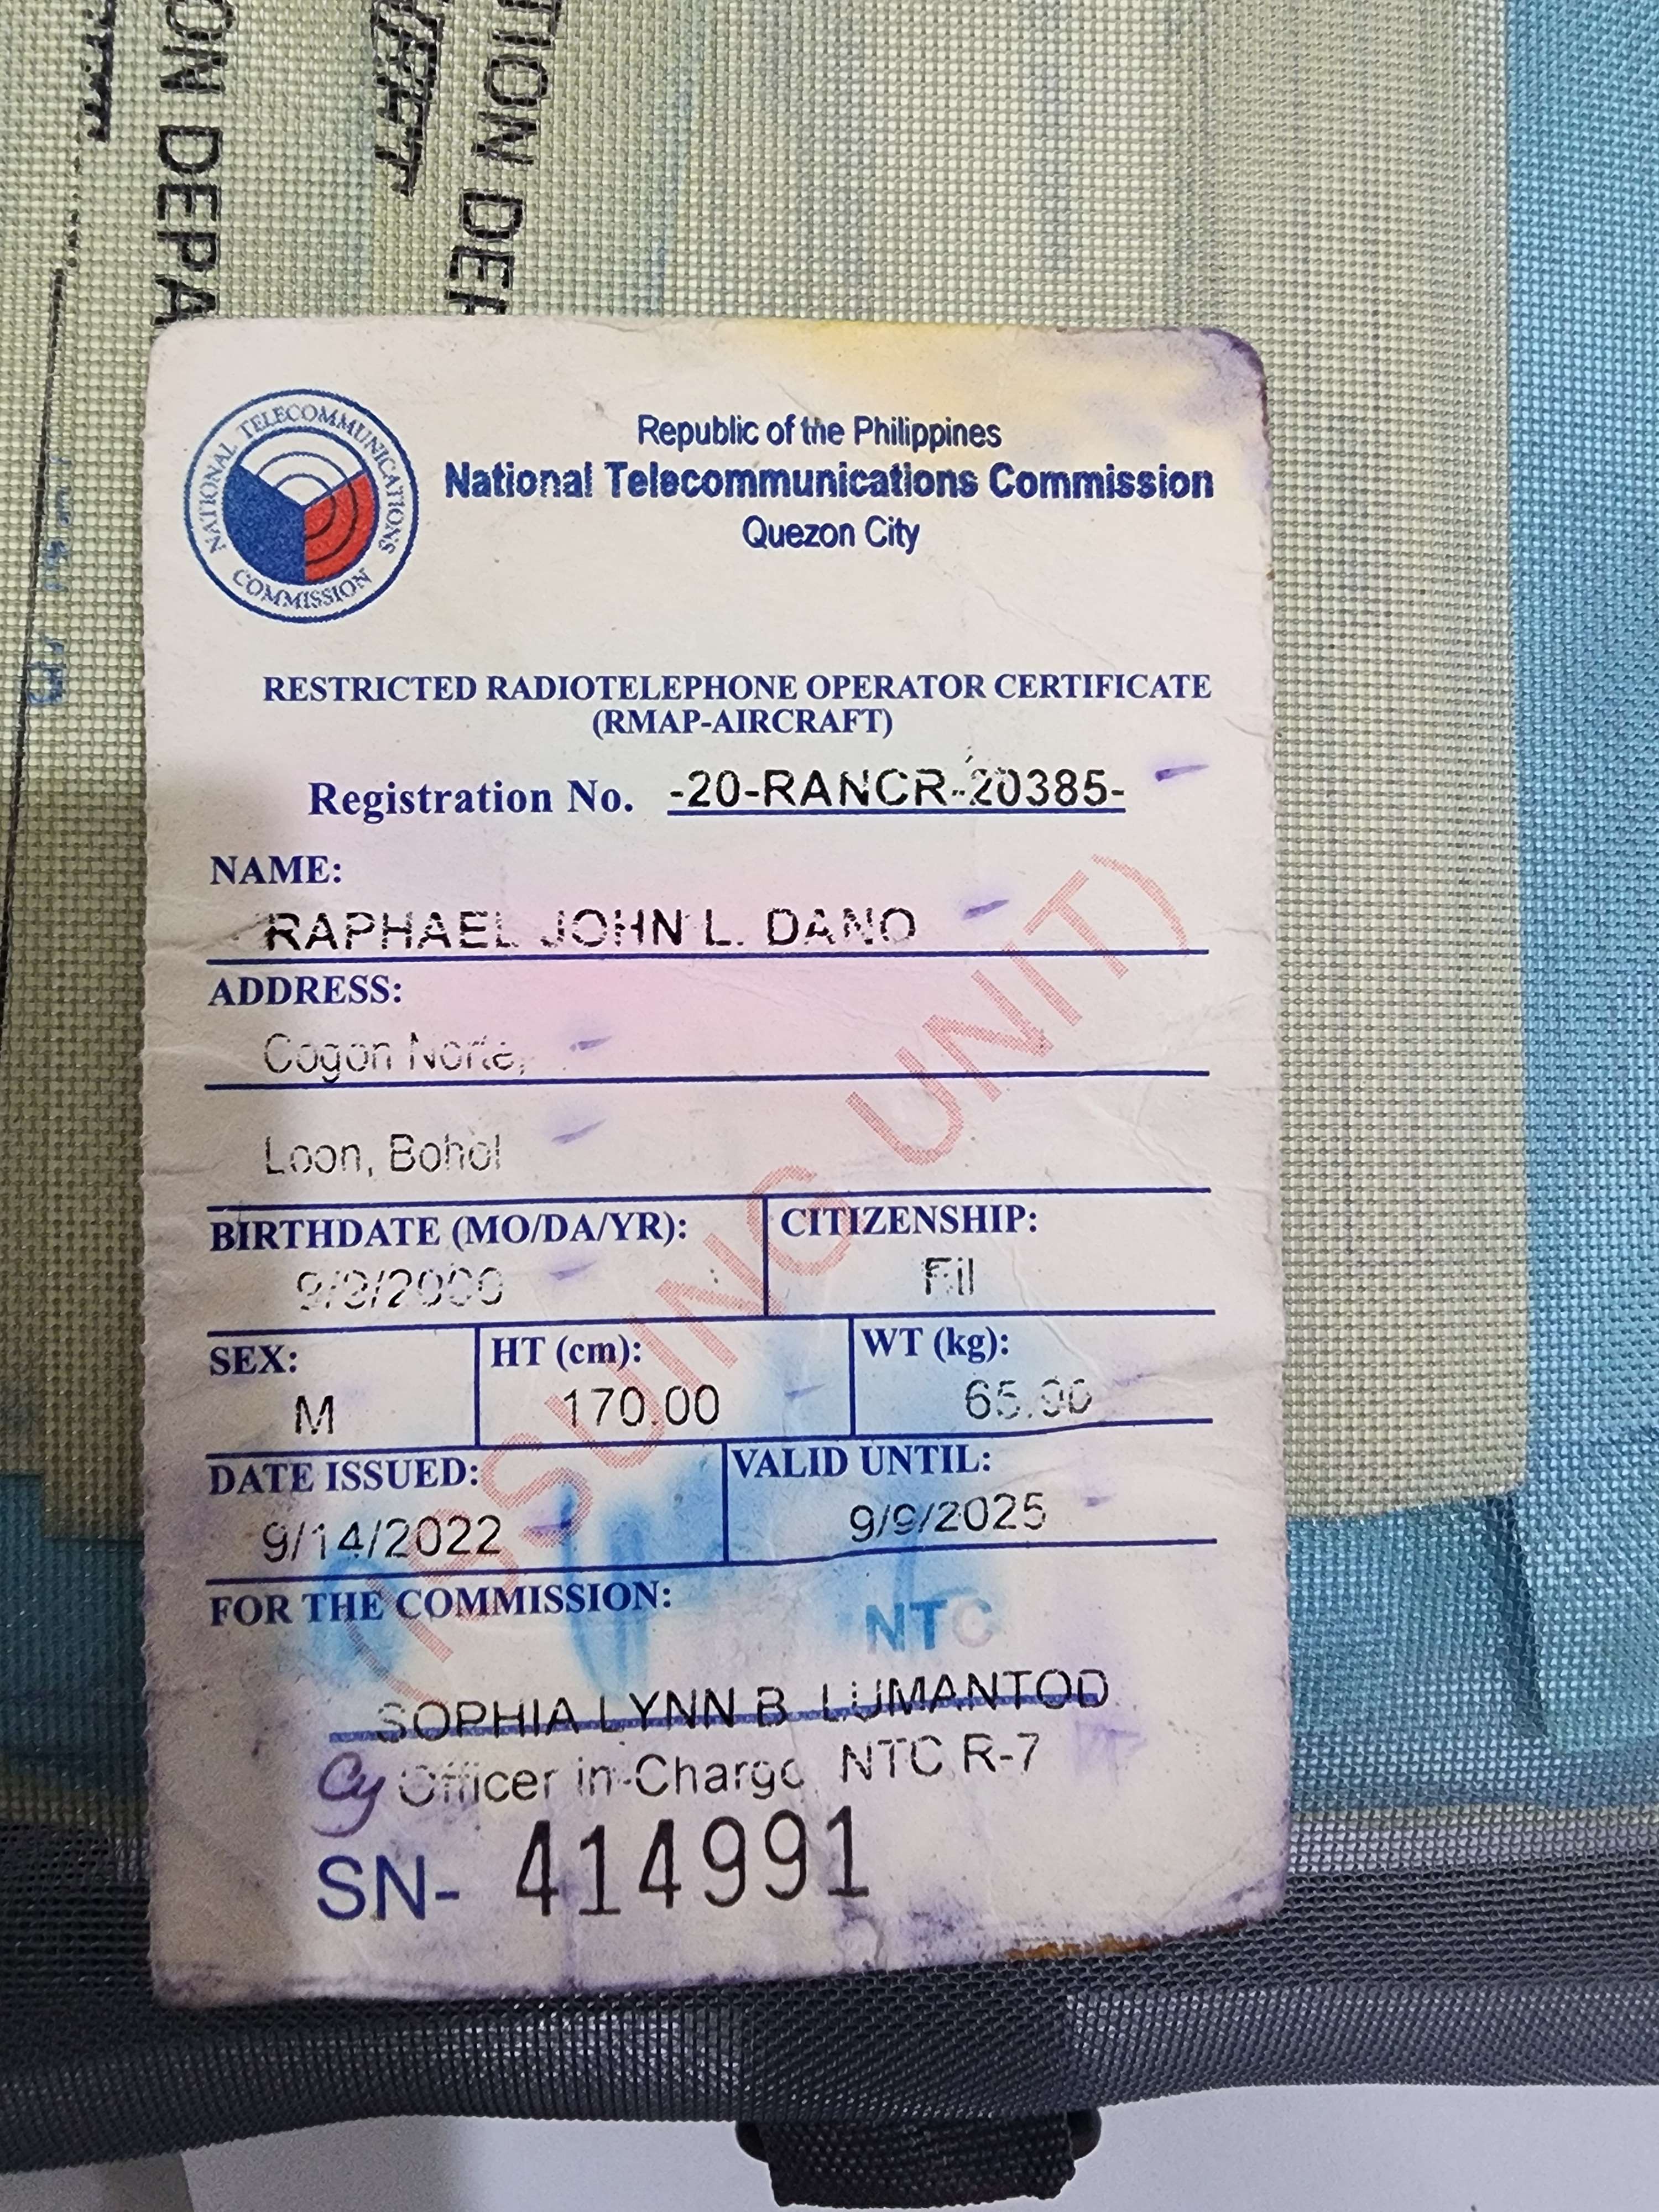 TION DEP
ON DEPA
NATIONAL TELECOMMUNICATIONS COMMISSION
Republic of the Philippines
National Telecommunications Commission
Quezon City
RESTRICTED RADIOTELEPHONE OPERATOR CERTIFICATE
(RMAP-AIRCRAFT)
Registration No. -20-RANCR-20385-
NAME:
RAPHAEL JOHN L. DANO
ADDRESS:
Cogon Norte,
Loon, Bohol
BIRTHDATE (MO/DA/YR): CITIZENSHIP:
9/9/2000 Fil
SEX: HT (cm): WT (kg):
M 170.00 65.00
DATE ISSUED: VALID UNTIL:
9/14/2022 9/9/2025
FOR THE COMMISSION:
NTC
SOPHIA LYNN B. LUMANTOD
Officer in-Charge NTC R-7
SN- 414991
(ISSUING UNIT)